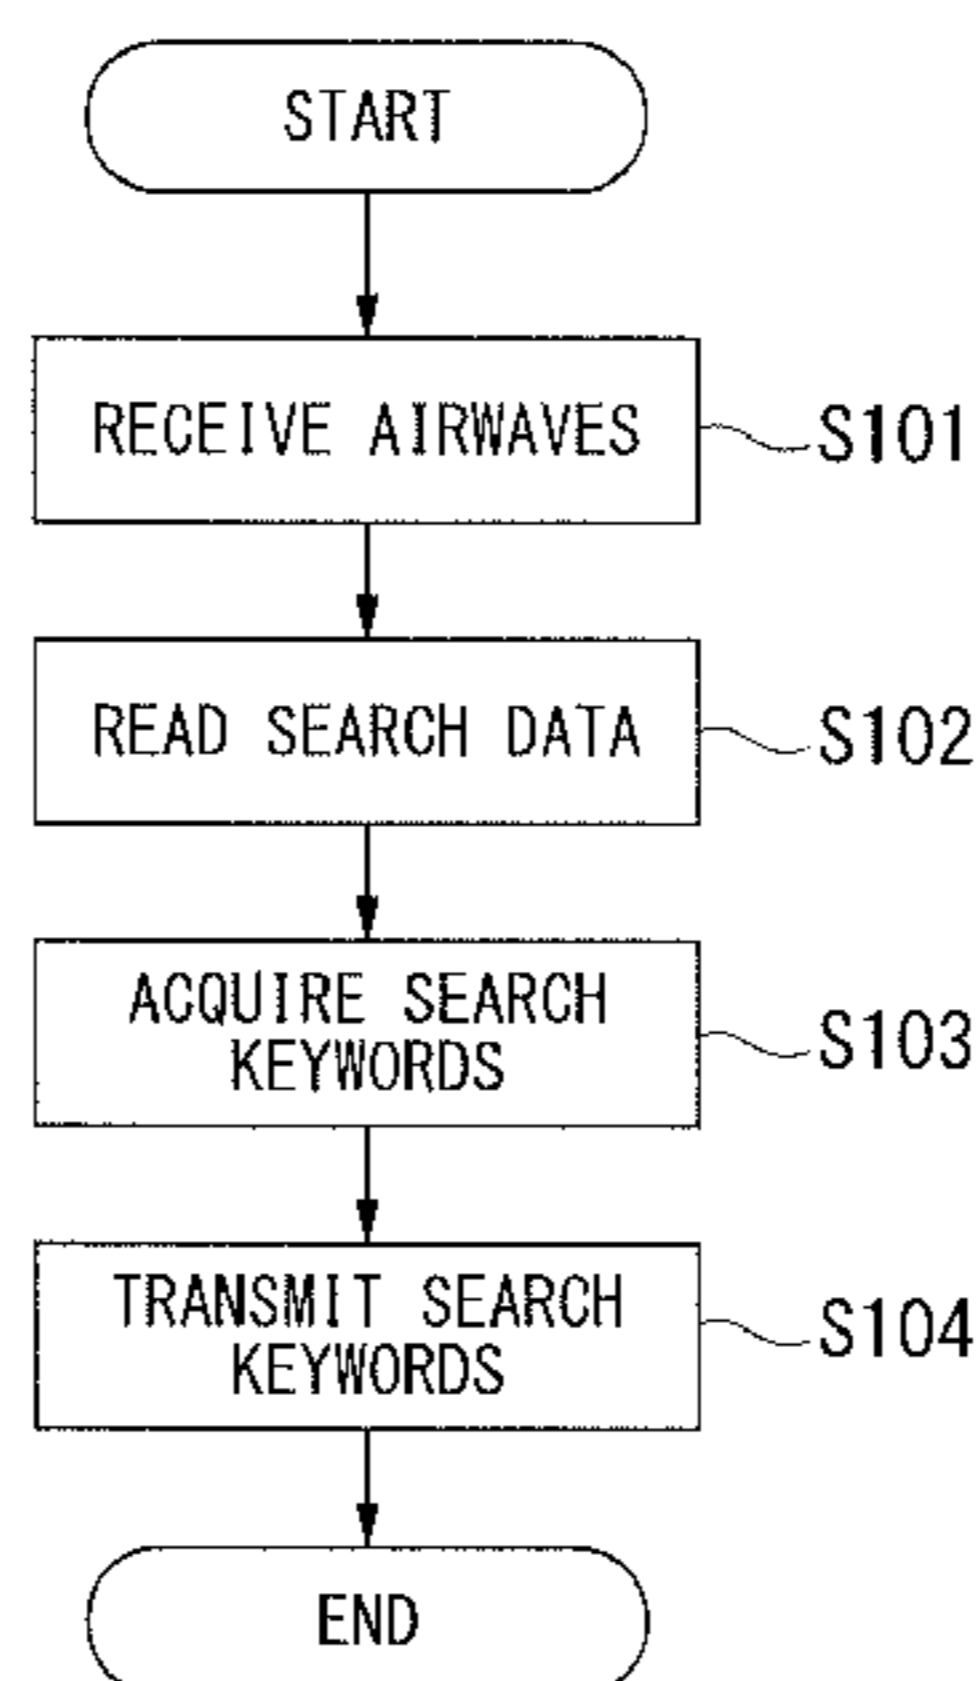 START
RECEIVE AIRWAVES
S101
READ SEARCH DATA
S102
ACQUIRE SEARCH
KEYWORDS
S103
TRANSMIT SEARCH
KEYWORDS
S104
END